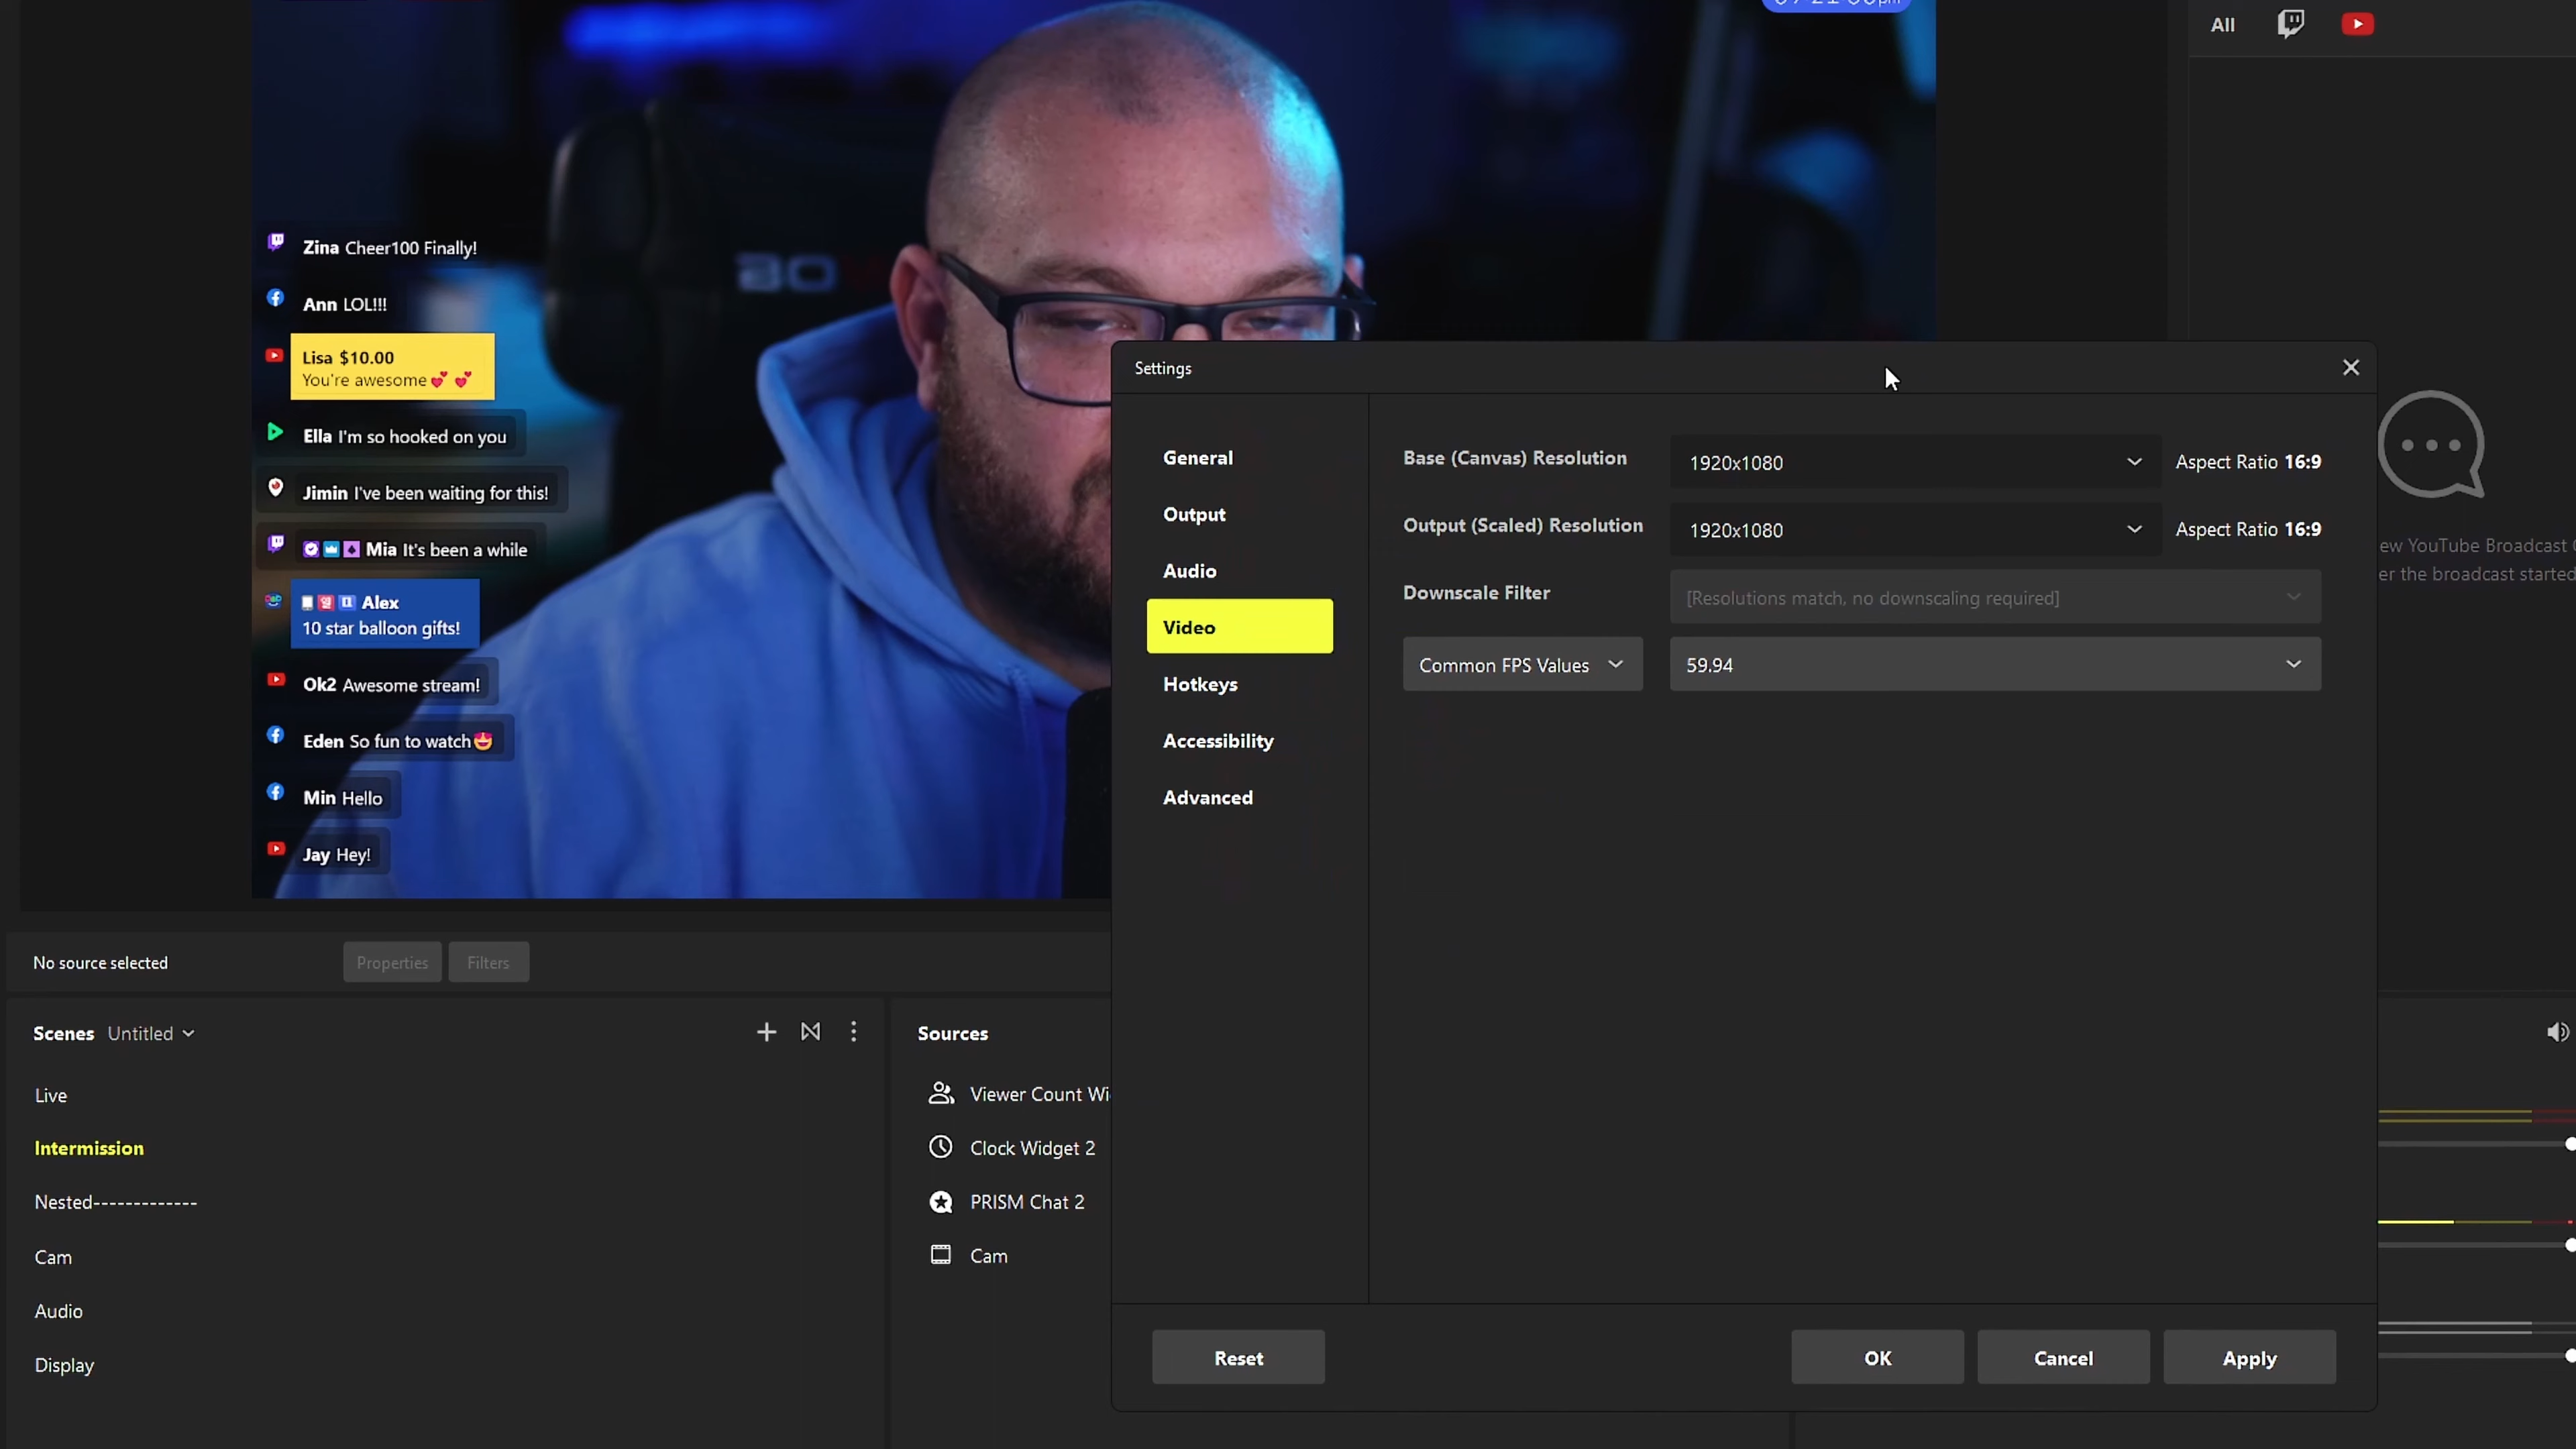 All
Zina Cheer100 Finally!
Ann LOL!!!
Lisa $10.00
You're awesome💕 💕
Ella I'm so hooked on you
Jimin I've been waiting for this!
Mia It's been a while
Alex
10 star balloon gifts!
Ok2 Awesome stream!
Eden So fun to watch😍
Min Hello
Jay Hey!
Settings
General
Output
Audio
Video
Hotkeys
Accessibility
Advanced
Base (Canvas) Resolution 1920x1080 Aspect Ratio 16:9
Output (Scaled) Resolution 1920x1080 Aspect Ratio 16:9
Downscale Filter [Resolutions match, no downscaling required]
Common FPS Values 59.94
Reset OK Cancel Apply
YouTube Broadcast
the broadcast started
No source selected Properties Filters
Scenes Untitled
Live
Intermission
Nested-------------
Cam
Audio
Display
Sources
Viewer Count
Clock Widget 2
PRISM Chat 2
Cam